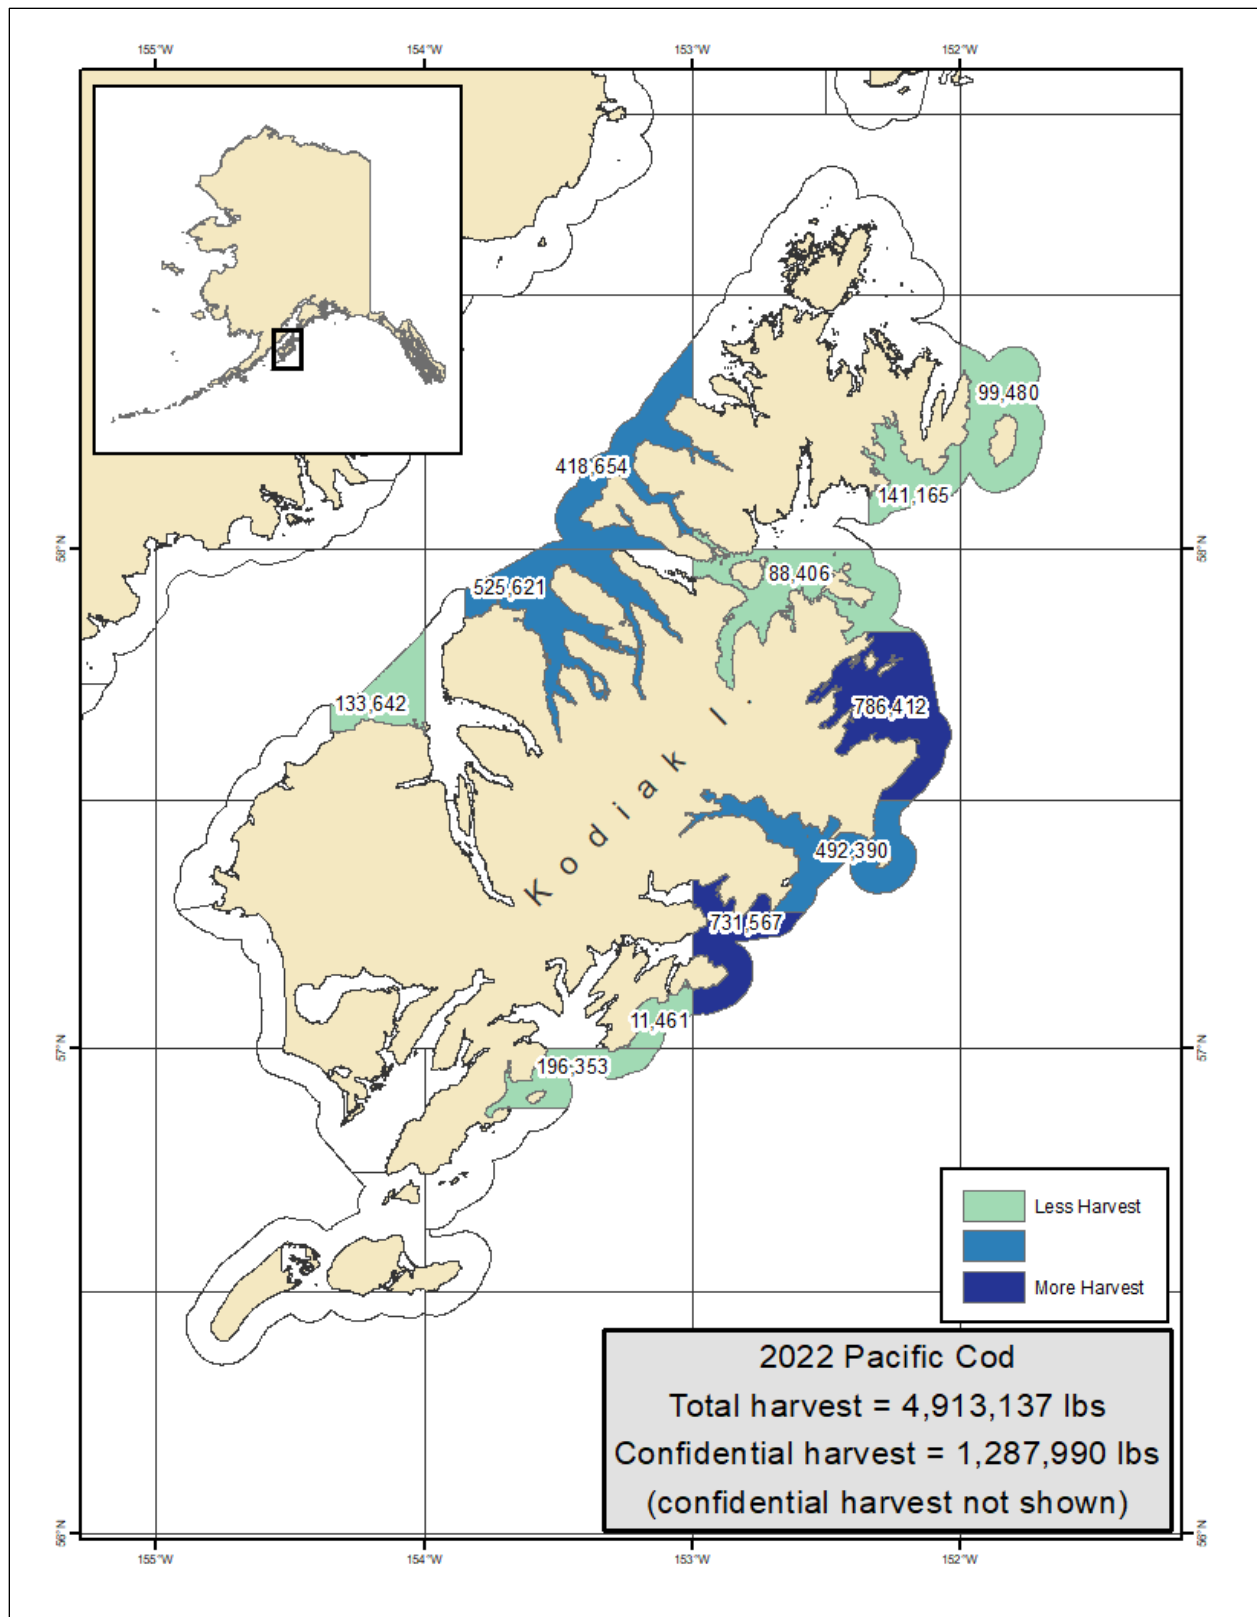 155°W 154°W 153°W 152°W
99,480
418,654
141,165
58°N 58°N
88,406
525,621
133,642
786,412
Kodiak I.
492,390
731,567
11,461
57°N 57°N
196,353
Less Harvest
More Harvest
2022 Pacific Cod
Total harvest = 4,913,137 lbs
Confidential harvest = 1,287,990 lbs
(confidential harvest not shown)
56°N 56°N
155°W 154°W 153°W 152°W